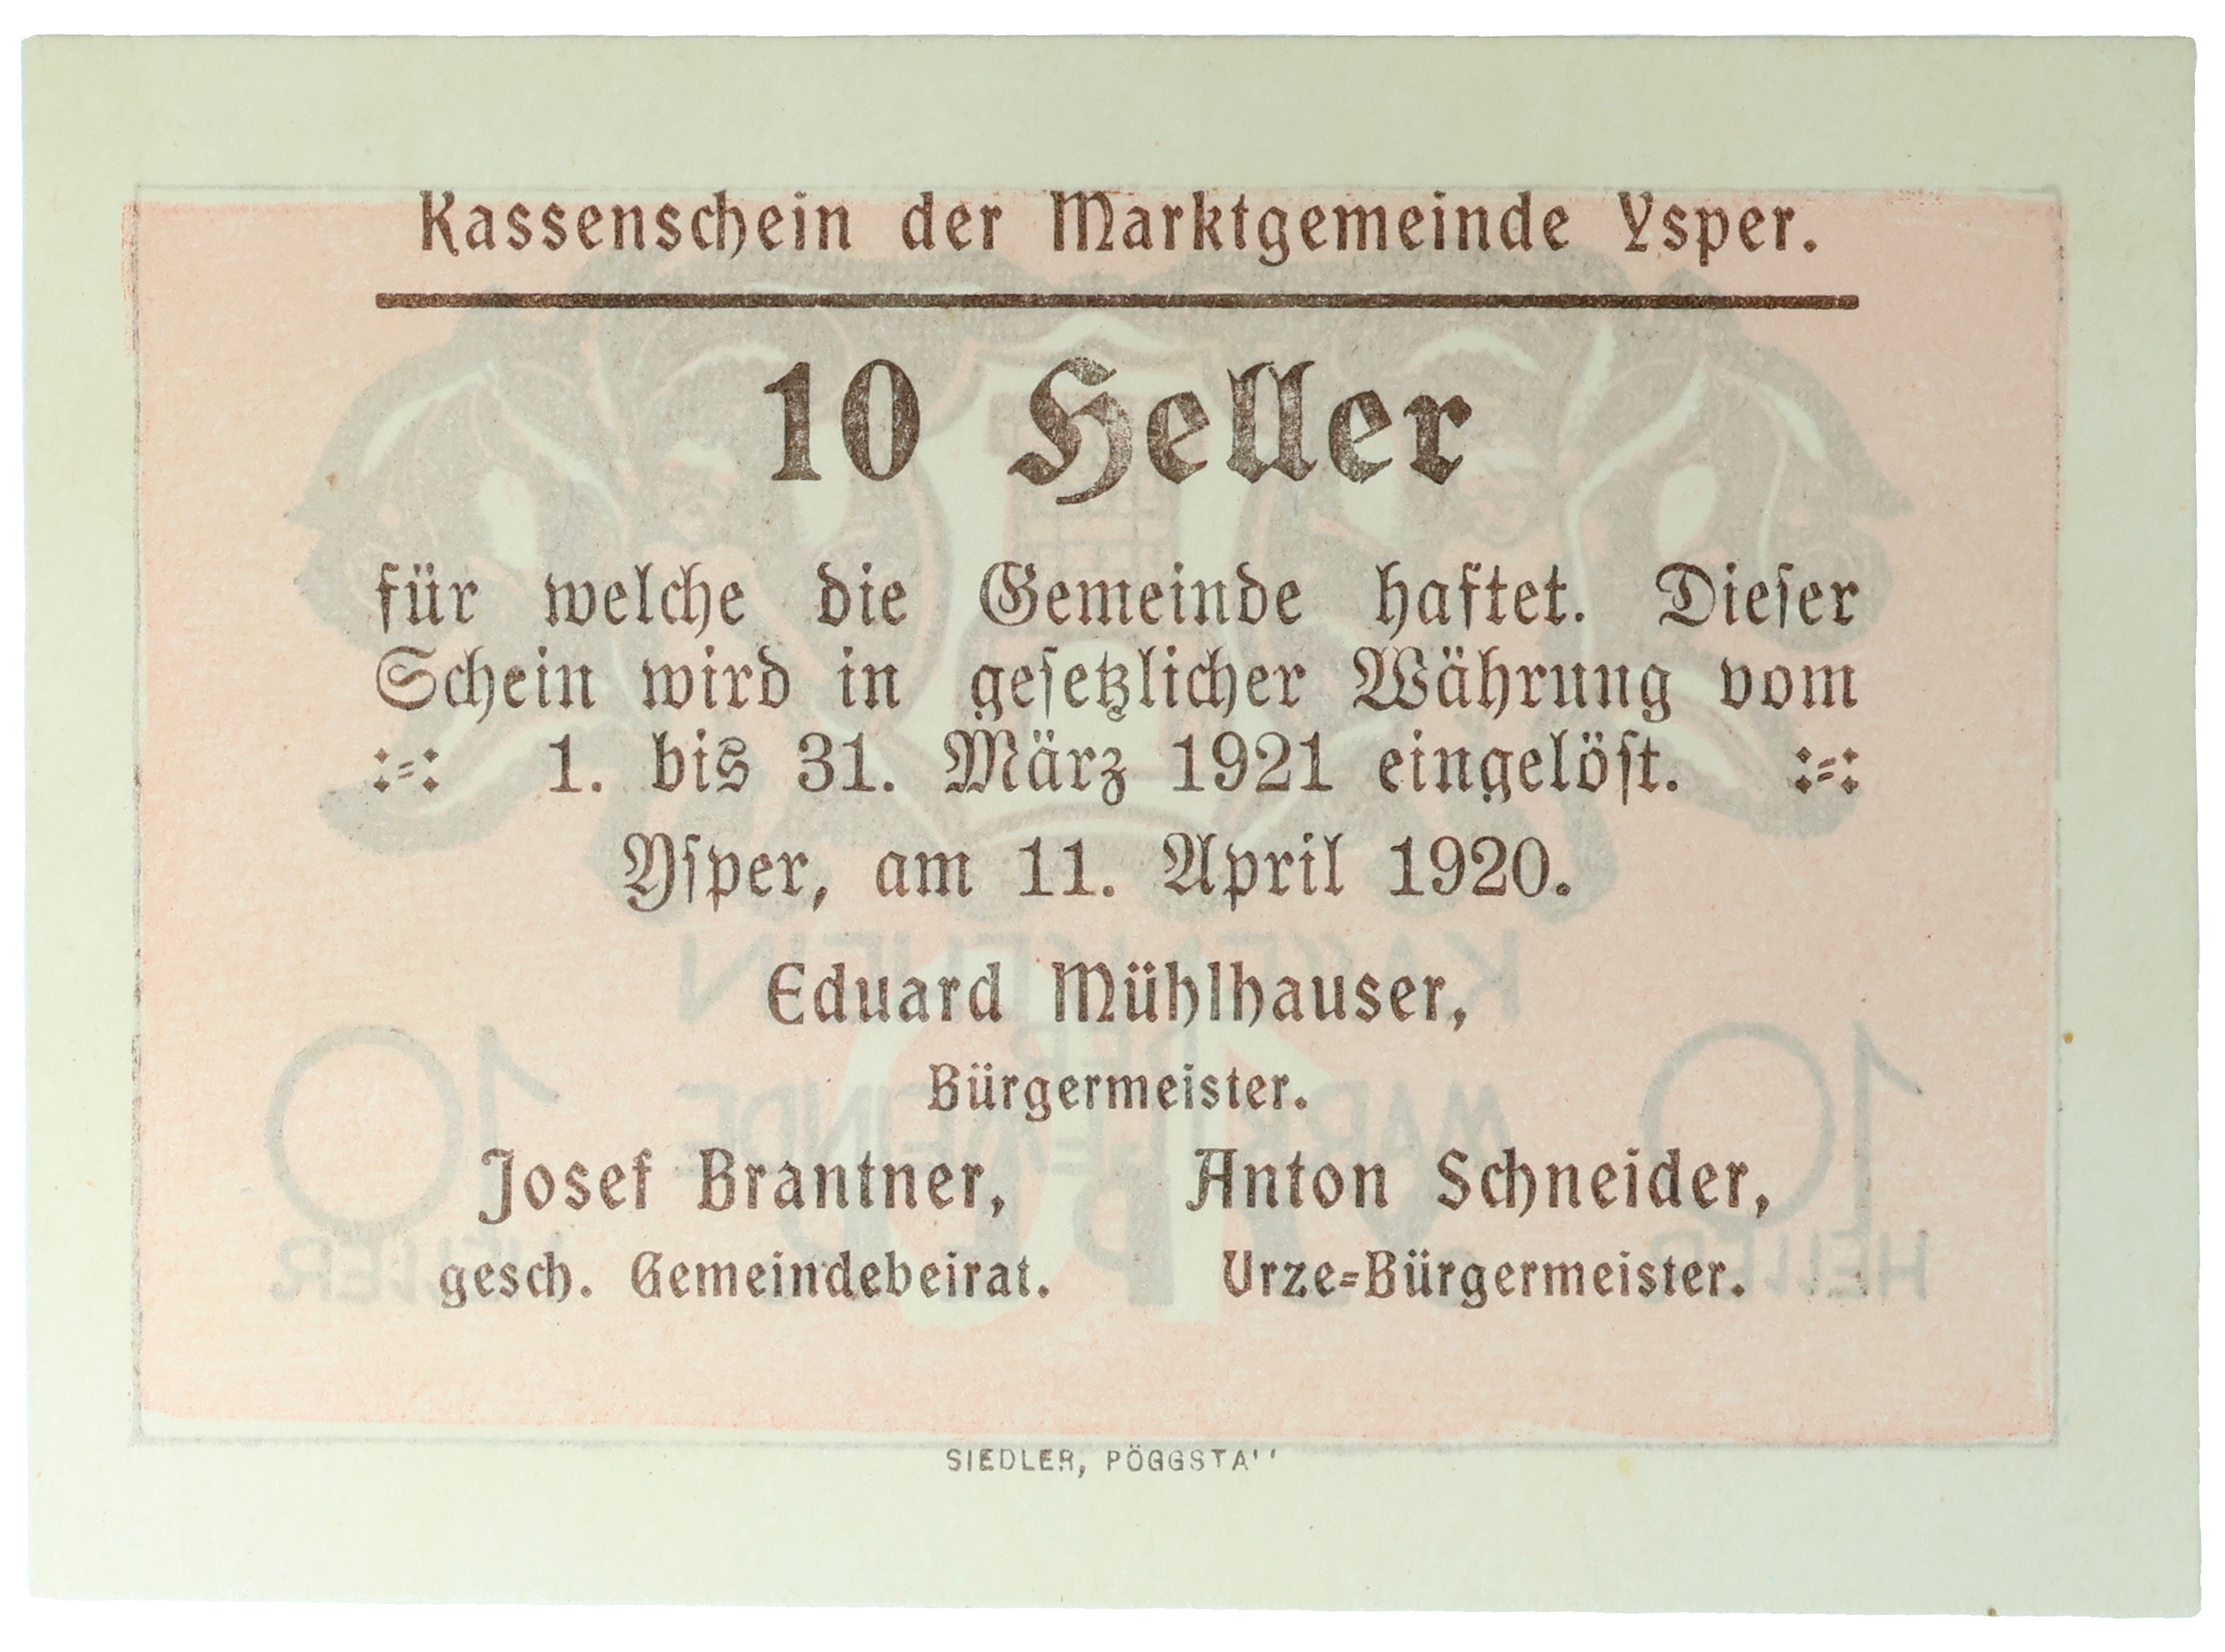 Kassenschein der Marktgemeinde Ysper.
10 Heller
für welche die Gemeinde haftet. Dieser
Schein wird in gesetzlicher Währung vom
:-: 1. bis 31. März 1921 eingelöst. :-:
Ysper, am 11. April 1920.
Eduard Mühlhauser,
Bürgermeister.
Josef Brantner, Anton Schneider,
gesch. Gemeindebeirat. Vize=Bürgermeister.
SIEDLER,